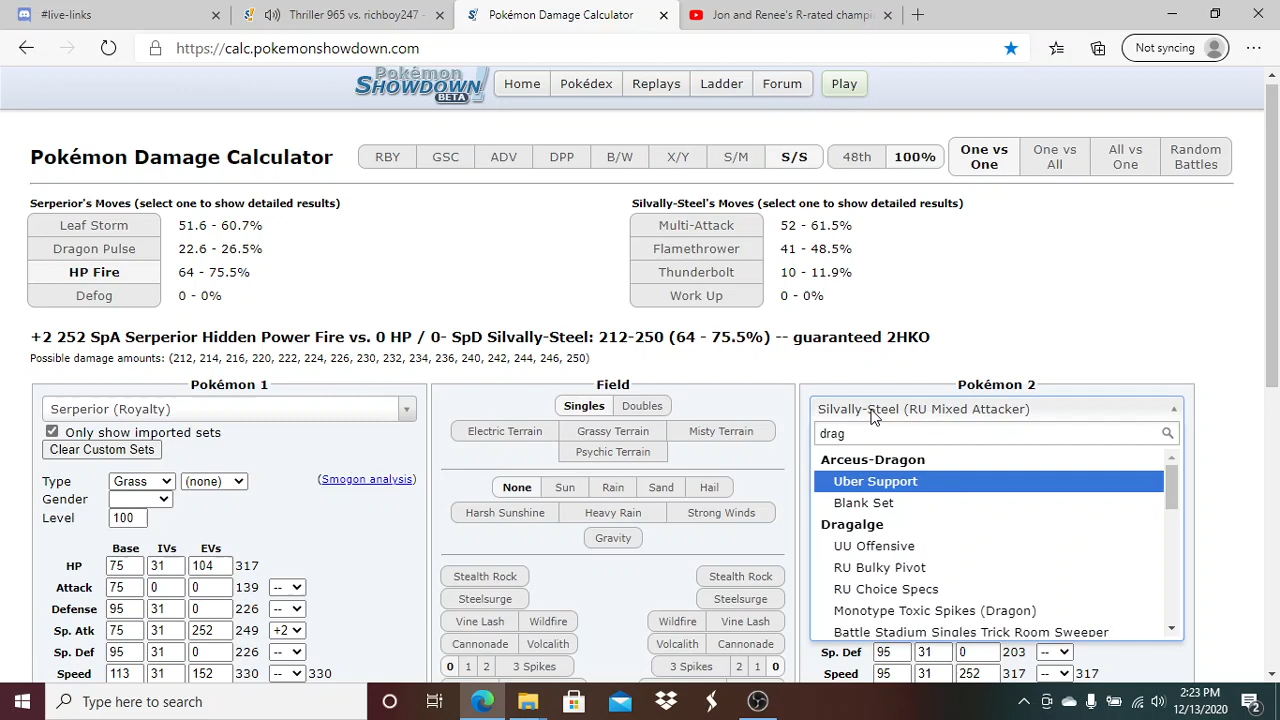 #live-links
Thriller 965 vs. richboy247 -
Pokémon Damage Calculator
Jon and Renee's R-rated champ
https://calc.pokemonshowdown.com
Not syncing
Pokémon
SHOWDOWN
BETA
Home Pokédex Replays Ladder Forum Play
Pokémon Damage Calculator
RBY GSC ADV DPP B/W X/Y S/M S/S 48th 100%
One vs One
One vs All
All vs One
Random Battles
Serperior's Moves (select one to show detailed results)
Silvally-Steel's Moves (select one to show detailed results)
Leaf Storm 51.6 - 60.7% Multi-Attack 52 - 61.5%
Dragon Pulse 22.6 - 26.5% Flamethrower 41 - 48.5%
HP Fire 64 - 75.5% Thunderbolt 10 - 11.9%
Defog 0 - 0% Work Up 0 - 0%
+2 252 SpA Serperior Hidden Power Fire vs. 0 HP / 0- SpD Silvally-Steel: 212-250 (64 - 75.5%) -- guaranteed 2HKO
Possible damage amounts: (212, 214, 216, 220, 222, 224, 226, 230, 232, 234, 236, 240, 242, 244, 246, 250)
Pokémon 1
Serperior (Royalty)
Only show imported sets
Clear Custom Sets
Type Grass (none) (Smogon analysis)
Gender
Level 100
Base IVs EVs
HP 75 31 104 317
Attack 75 31 0 139 --
Defense 95 31 0 226 --
Sp. Atk 75 31 252 249 +2
Sp. Def 95 31 0 226 --
Speed 113 31 152 330 -- 330
Field
Singles Doubles
Electric Terrain Grassy Terrain Misty Terrain
Psychic Terrain
None Sun Rain Sand Hail
Harsh Sunshine Heavy Rain Strong Winds
Gravity
Stealth Rock Stealth Rock
Steelsurge Steelsurge
Vine Lash Wildfire Wildfire Vine Lash
Cannonade Volcalith Volcalith Cannonade
0 1 2 3 Spikes 3 Spikes 2 1 0
Pokémon 2
Silvally-Steel (RU Mixed Attacker)
drag
Arceus-Dragon
Uber Support
Blank Set
Dragalge
UU Offensive
RU Bulky Pivot
RU Choice Specs
Monotype Toxic Spikes (Dragon)
Battle Stadium Singles Trick Room Sweeper
Sp. Def 95 31 0 203 --
Speed 95 31 252 317 -- 317
Type here to search
2:23 PM
12/13/2020
2